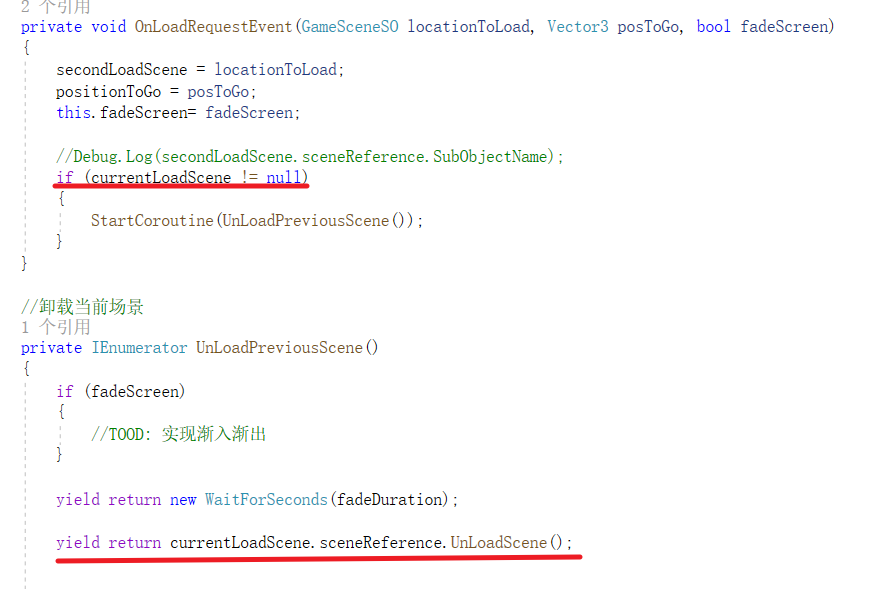 2 个引用
private void OnLoadRequestEvent(GameSceneSO locationToLoad, Vector3 posToGo, bool fadeScreen)
{
secondLoadScene = locationToLoad;
positionToGo = posToGo;
this.fadeScreen= fadeScreen;
//Debug.Log(secondLoadScene.sceneReference.SubObjectName);
if (currentLoadScene != null)
{
StartCoroutine(UnLoadPreviousScene());
}
}
//卸载当前场景
1 个引用
private IEnumerator UnLoadPreviousScene()
{
if (fadeScreen)
{
//TOOD: 实现渐入渐出
}
yield return new WaitForSeconds(fadeDuration);
yield return currentLoadScene.sceneReference.UnLoadScene();